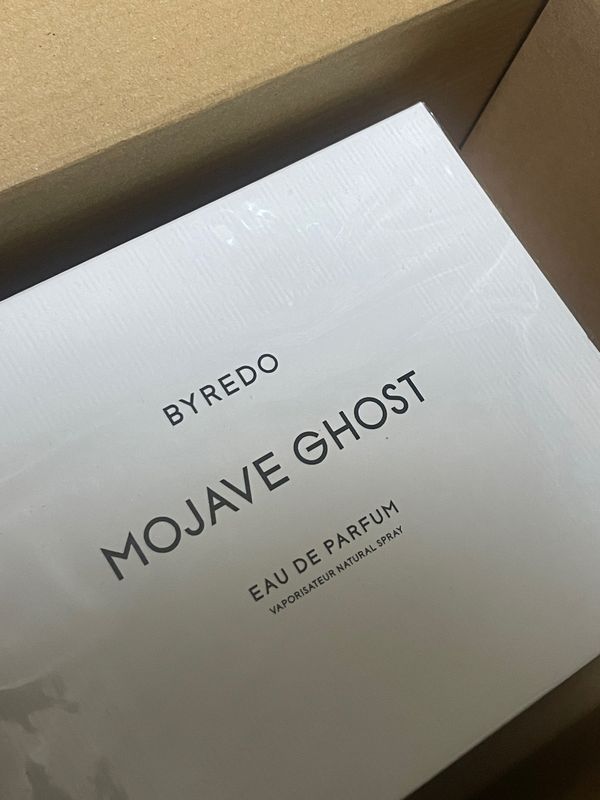 BYREDO
MOJAVE GHOST
EAU DE PARFUM
VAPORISATEUR NATURAL SPRAY